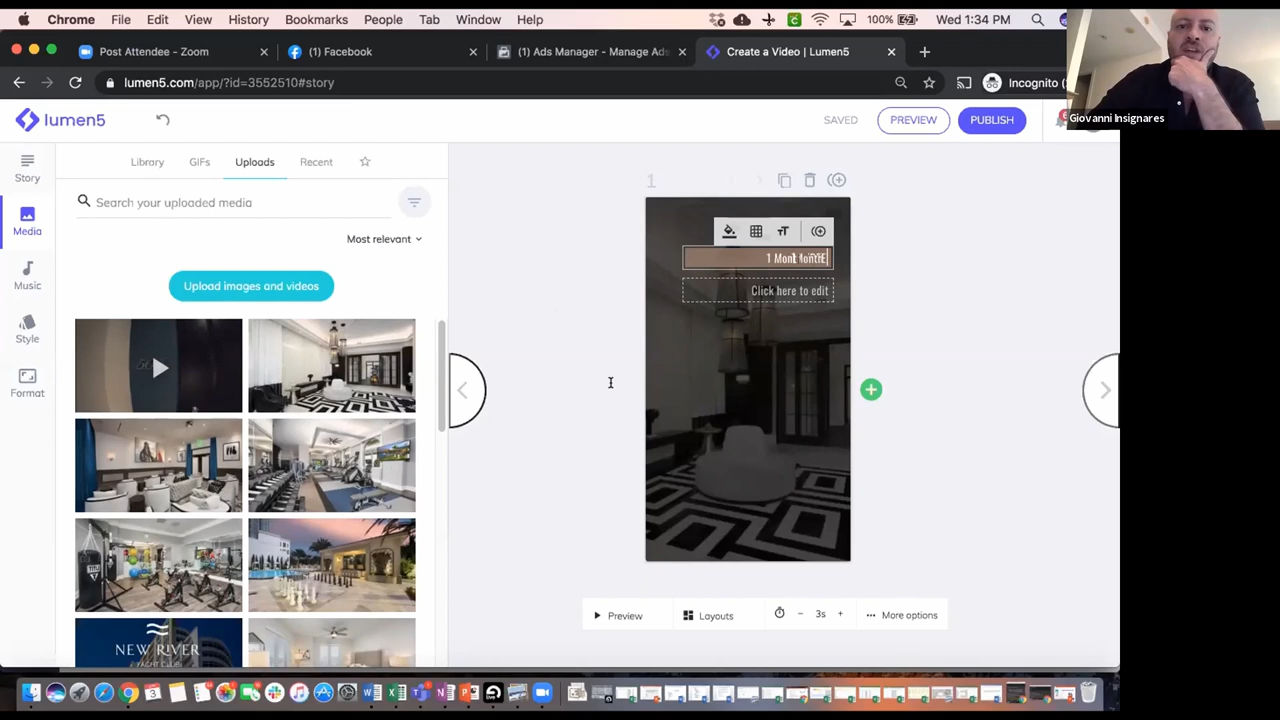 Chrome File Edit View History Bookmarks People Tab Window Help 100% Wed 1:34 PM
Post Attendee - Zoom × (1) Facebook × (1) Ads Manager - Manage Ads × Create a Video | Lumen5 ×
lumen5.com/app/?id=3552510#story Incognito
Giovanni Insignares
lumen5 SAVED PREVIEW PUBLISH
Story
Media
Music
Style
Format
Library GIFs Uploads Recent
Search your uploaded media
Most relevant
Upload images and videos
NEW RIVER
YACHT CLUB
1
1
Click here to edit
Preview Layouts - 3s + More options